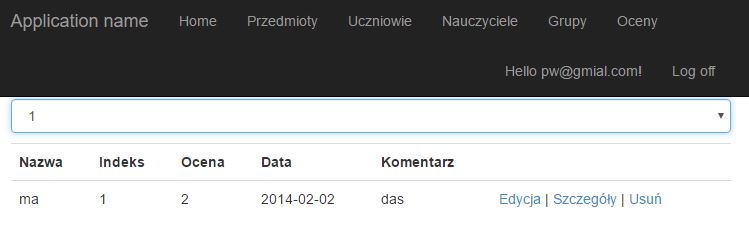 Application name Home Przedmioty Uczniowie Nauczyciele Grupy Oceny
Hello pw@gmial.com! Log off
1
Nazwa Indeks Ocena Data Komentarz
ma 1 2 2014-02-02 das Edycja | Szczegóły | Usuń